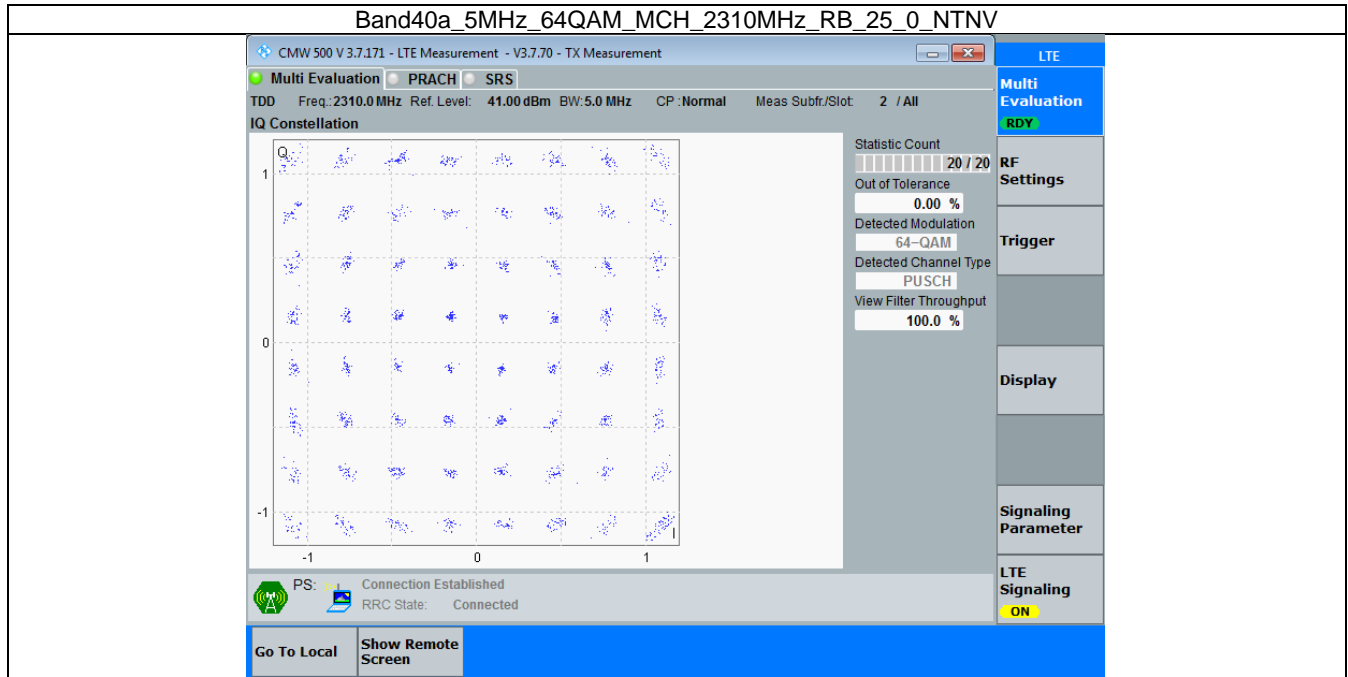 Band40a_5MHz_64QAM_MCH_2310MHz_RB_25_0_NTNV
CMW 500 V 3.7.171 - LTE Measurement - V3.7.70 - TX Measurement
LTE
Multi Evaluation PRACH SRS
TDD Freq.:2310.0 MHz Ref. Level: 41.00 dBm BW:5.0 MHz CP :Normal Meas Subfr./Slot: 2 / All
IQ Constellation
Q
1
0
-1
-1 0 1
I
Statistic Count
20 / 20
Out of Tolerance
0.00 %
Detected Modulation
64-QAM
Detected Channel Type
PUSCH
View Filter Throughput
100.0 %
Multi
Evaluation
RDY
RF
Settings
Trigger
Display
Signaling
Parameter
LTE
Signaling
ON
PS: Connection Established
RRC State: Connected
Go To Local
Show Remote
Screen